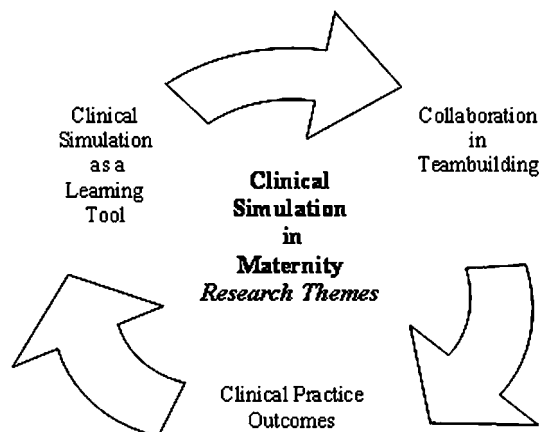 Clinical
Simulation
as a
Learning
Tool
Collaboration
in
Teambuilding
Clinical
Simulation
in
Maternity
Research Themes
Clinical Practice
Outcomes